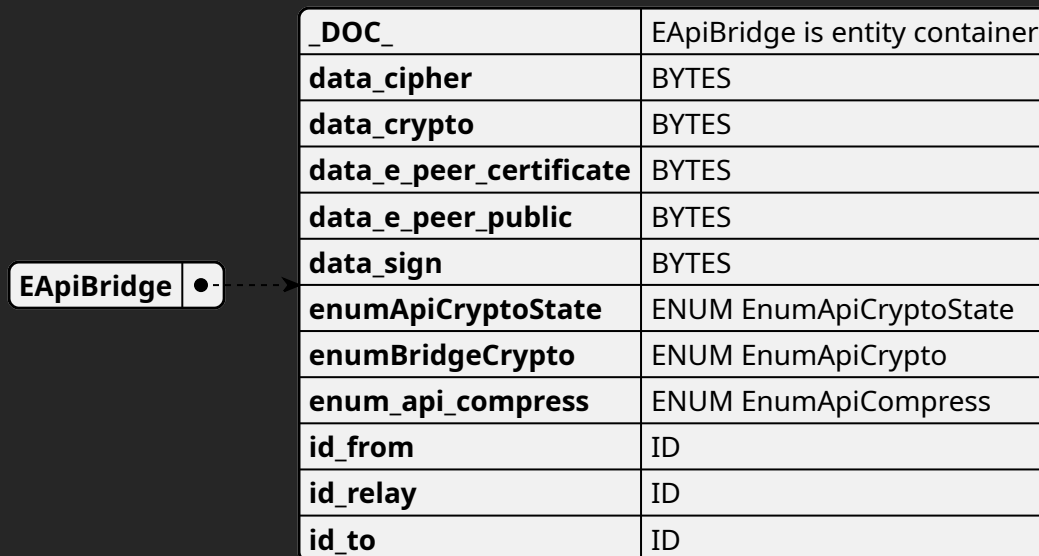 _DOC_ EApiBridge is entity container
data_cipher BYTES
data_crypto BYTES
data_e_peer_certificate BYTES
data_e_peer_public BYTES
data_sign BYTES
EApiBridge
enumApiCryptoState ENUM EnumApiCryptoState
enumBridgeCrypto ENUM EnumApiCrypto
enum_api_compress ENUM EnumApiCompress
id_from ID
id_relay ID
id_to ID